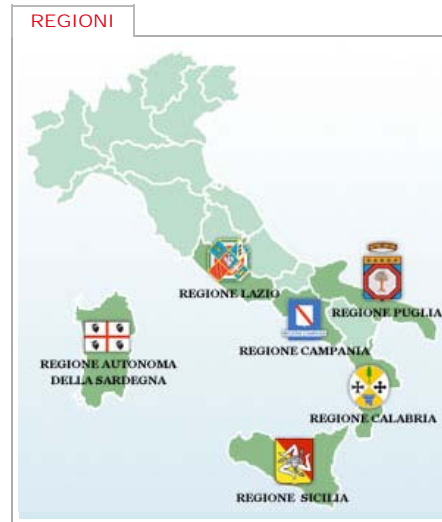 REGIONI
REGIONE LAZIO
REGIONE PUGLIA
REGIONE CAMPANIA
REGIONE AUTONOMA
DELLA SARDEGNA
REGIONE CALABRIA
REGIONE SICILIA